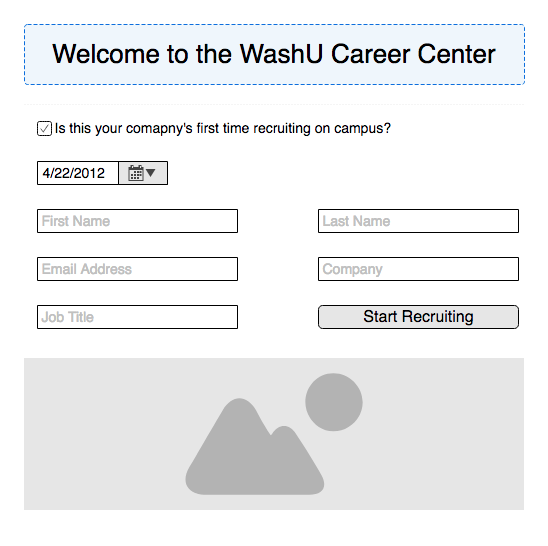 Welcome to the WashU Career Center
Is this your comapny's first time recruiting on campus?
4/22/2012
First Name
Last Name
Email Address
Company
Job Title
Start Recruiting